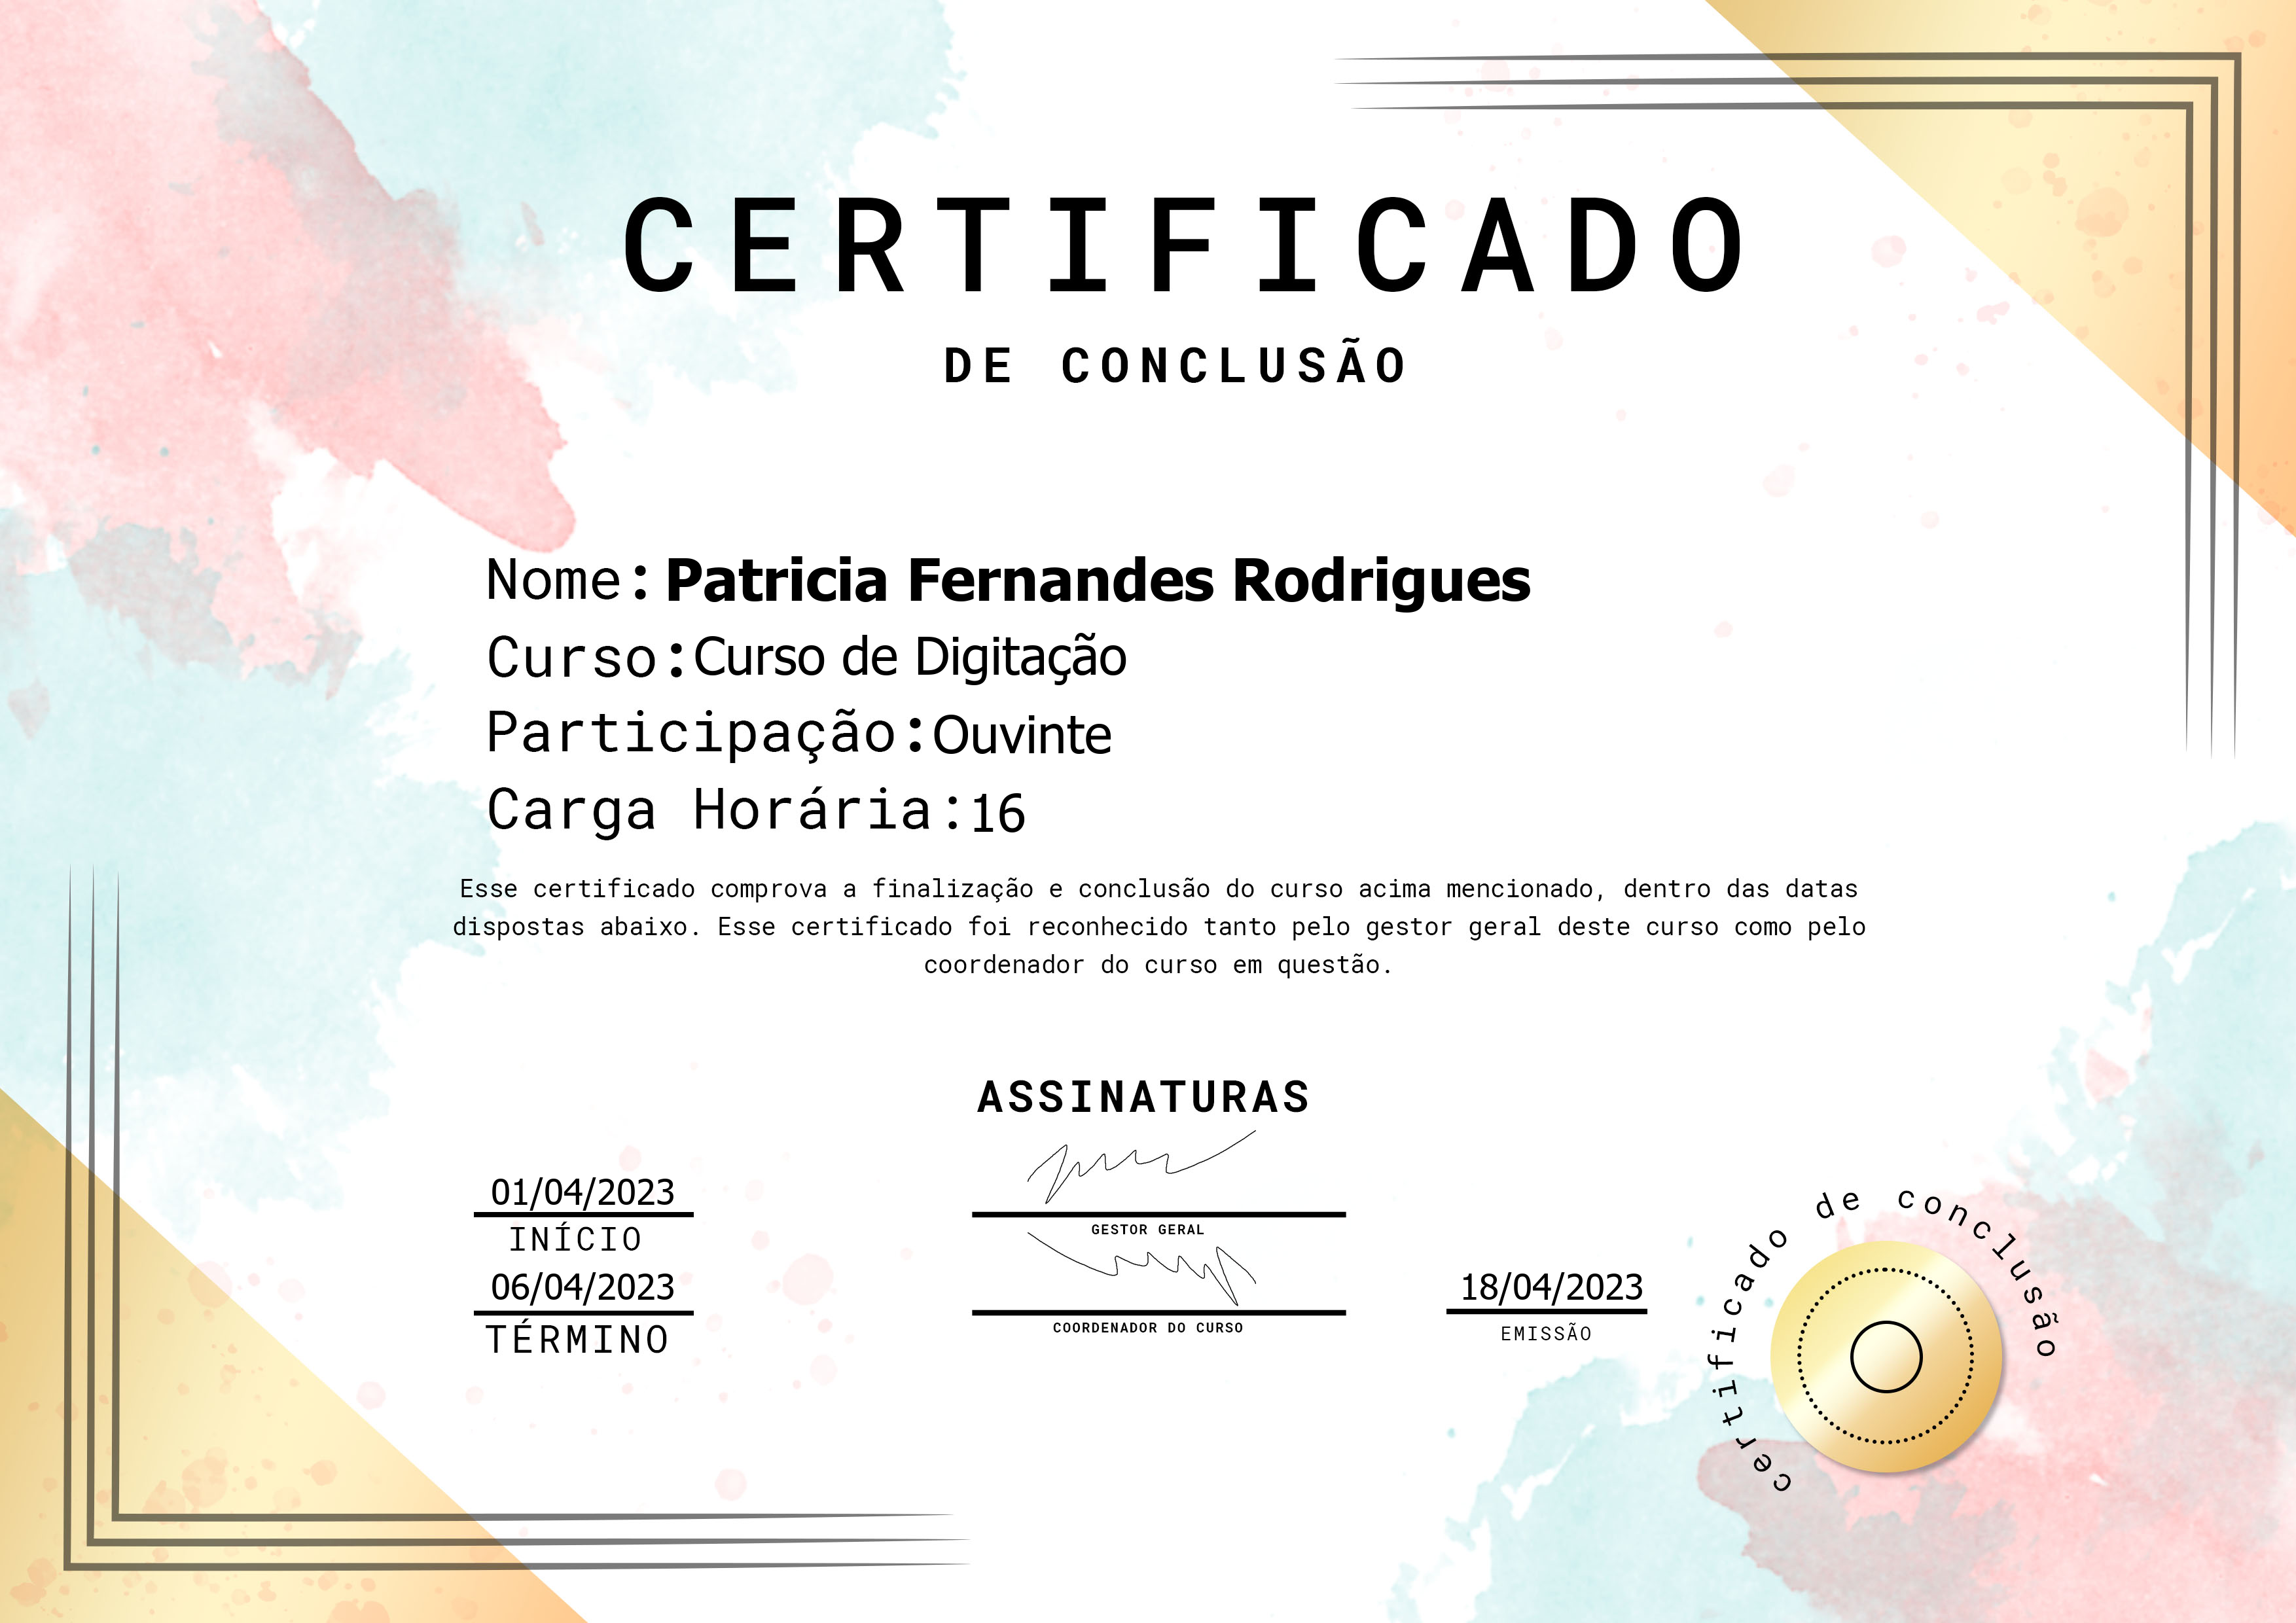 CERTIFICADO
DE CONCLUSÃO
Nome: Patricia Fernandes Rodrigues
Curso:Curso de Digitação
Participação:Ouvinte
Carga Horária:16
Esse certificado comprova a finalização e conclusão do curso acima mencionado, dentro das datas
dispostas abaixo. Esse certificado foi reconhecido tanto pelo gestor geral deste curso como pelo
coordenador do curso em questão.
ASSINATURAS
01/04/2023
INÍCIO
GESTOR GERAL
06/04/2023
TÉRMINO
COORDENADOR DO CURSO
18/04/2023
EMISSÃO
certificado de conclusão